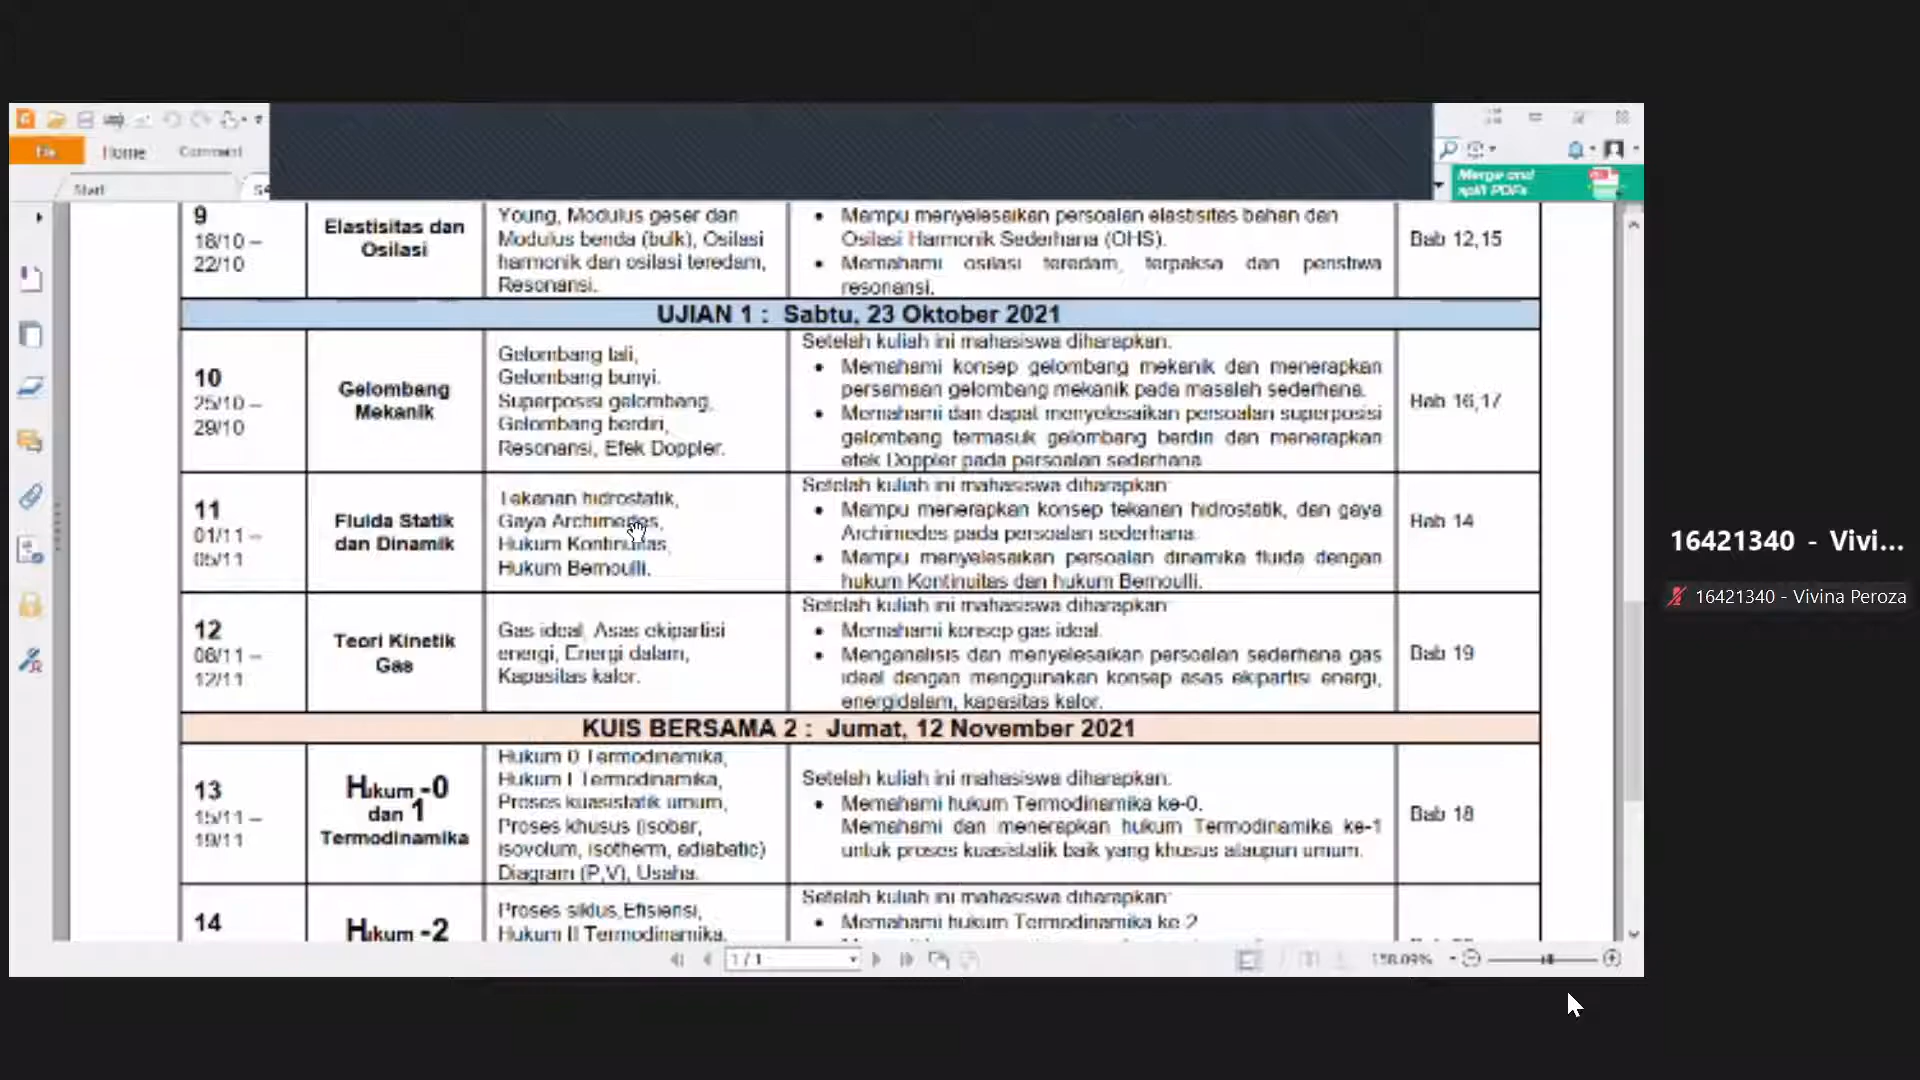 Home Comment
Start
Merge and
split PDFs
9
18/10 –
22/10
Elastisitas dan
Osilasi
Young, Modulus geser dan
Modulus benda (bulk), Osilasi
harmonik dan osilasi teredam,
Resonansi.
• Mampu menyelesaikan persoalan elastisitas bahan dan
Osilasi Harmonik Sederhana (OHS).
• Memahami osilasi teredam, terpaksa dan peristiwa
resonansi.
Bab 12,15
UJIAN 1 : Sabtu, 23 Oktober 2021
10
25/10 –
29/10
Gelombang
Mekanik
Gelombang tali,
Gelombang bunyi.
Superposisi gelombang,
Gelombang berdiri,
Resonansi, Efek Doppler.
Setelah kuliah ini mahasiswa diharapkan:
• Memahami konsep gelombang mekanik dan menerapkan
persamaan gelombang mekanik pada masalah sederhana.
• Memahami dan dapat menyelesaikan persoalan superposisi
gelombang termasuk gelombang berdiri dan menerapkan
efek Doppler pada persoalan sederhana
Bab 16,17
11
01/11 –
05/11
Fluida Statik
dan Dinamik
Tekanan hidrostatik,
Gaya Archimedes,
Hukum Kontinuitas,
Hukum Bernoulli.
Setelah kuliah ini mahasiswa diharapkan:
• Mampu menerapkan konsep tekanan hidrostatik, dan gaya
Archimedes pada persoalan sederhana
• Mampu menyelesaikan persoalan dinamika fluida dengan
hukum Kontinuitas dan hukum Bernoulli.
Bab 14
12
08/11 –
12/11
Teori Kinetik
Gas
Gas ideal, Asas ekipartisi
energi, Energi dalam,
Kapasitas kalor.
Setelah kuliah ini mahasiswa diharapkan:
• Memahami konsep gas ideal.
• Menganalisis dan menyelesaikan persoalan sederhana gas
ideal dengan menggunakan konsep asas ekipartisi energi,
energidalam, kapasitas kalor.
Bab 19
KUIS BERSAMA 2 : Jumat, 12 November 2021
13
15/11 –
19/11
Hukum -0
dan 1
Termodinamika
Hukum 0 Termodinamika,
Hukum I Termodinamika,
Proses kuasistatik umum,
Proses khusus (isobar,
isovolum, isotherm, adiabatic)
Diagram (P,V), Usaha.
Setelah kuliah ini mahasiswa diharapkan:
• Memahami hukum Termodinamika ke-0.
Memahami dan menerapkan hukum Termodinamika ke-1
untuk proses kuasistatik baik yang khusus ataupun umum.
Bab 18
14
Hukum -2
Proses siklus,Efisiensi,
Hukum II Termodinamika,
Setelah kuliah ini mahasiswa diharapkan:
• Memahami hukum Termodinamika ke-2
1 / 1
158.09%
16421340 - Vivi...
16421340 - Vivina Peroza